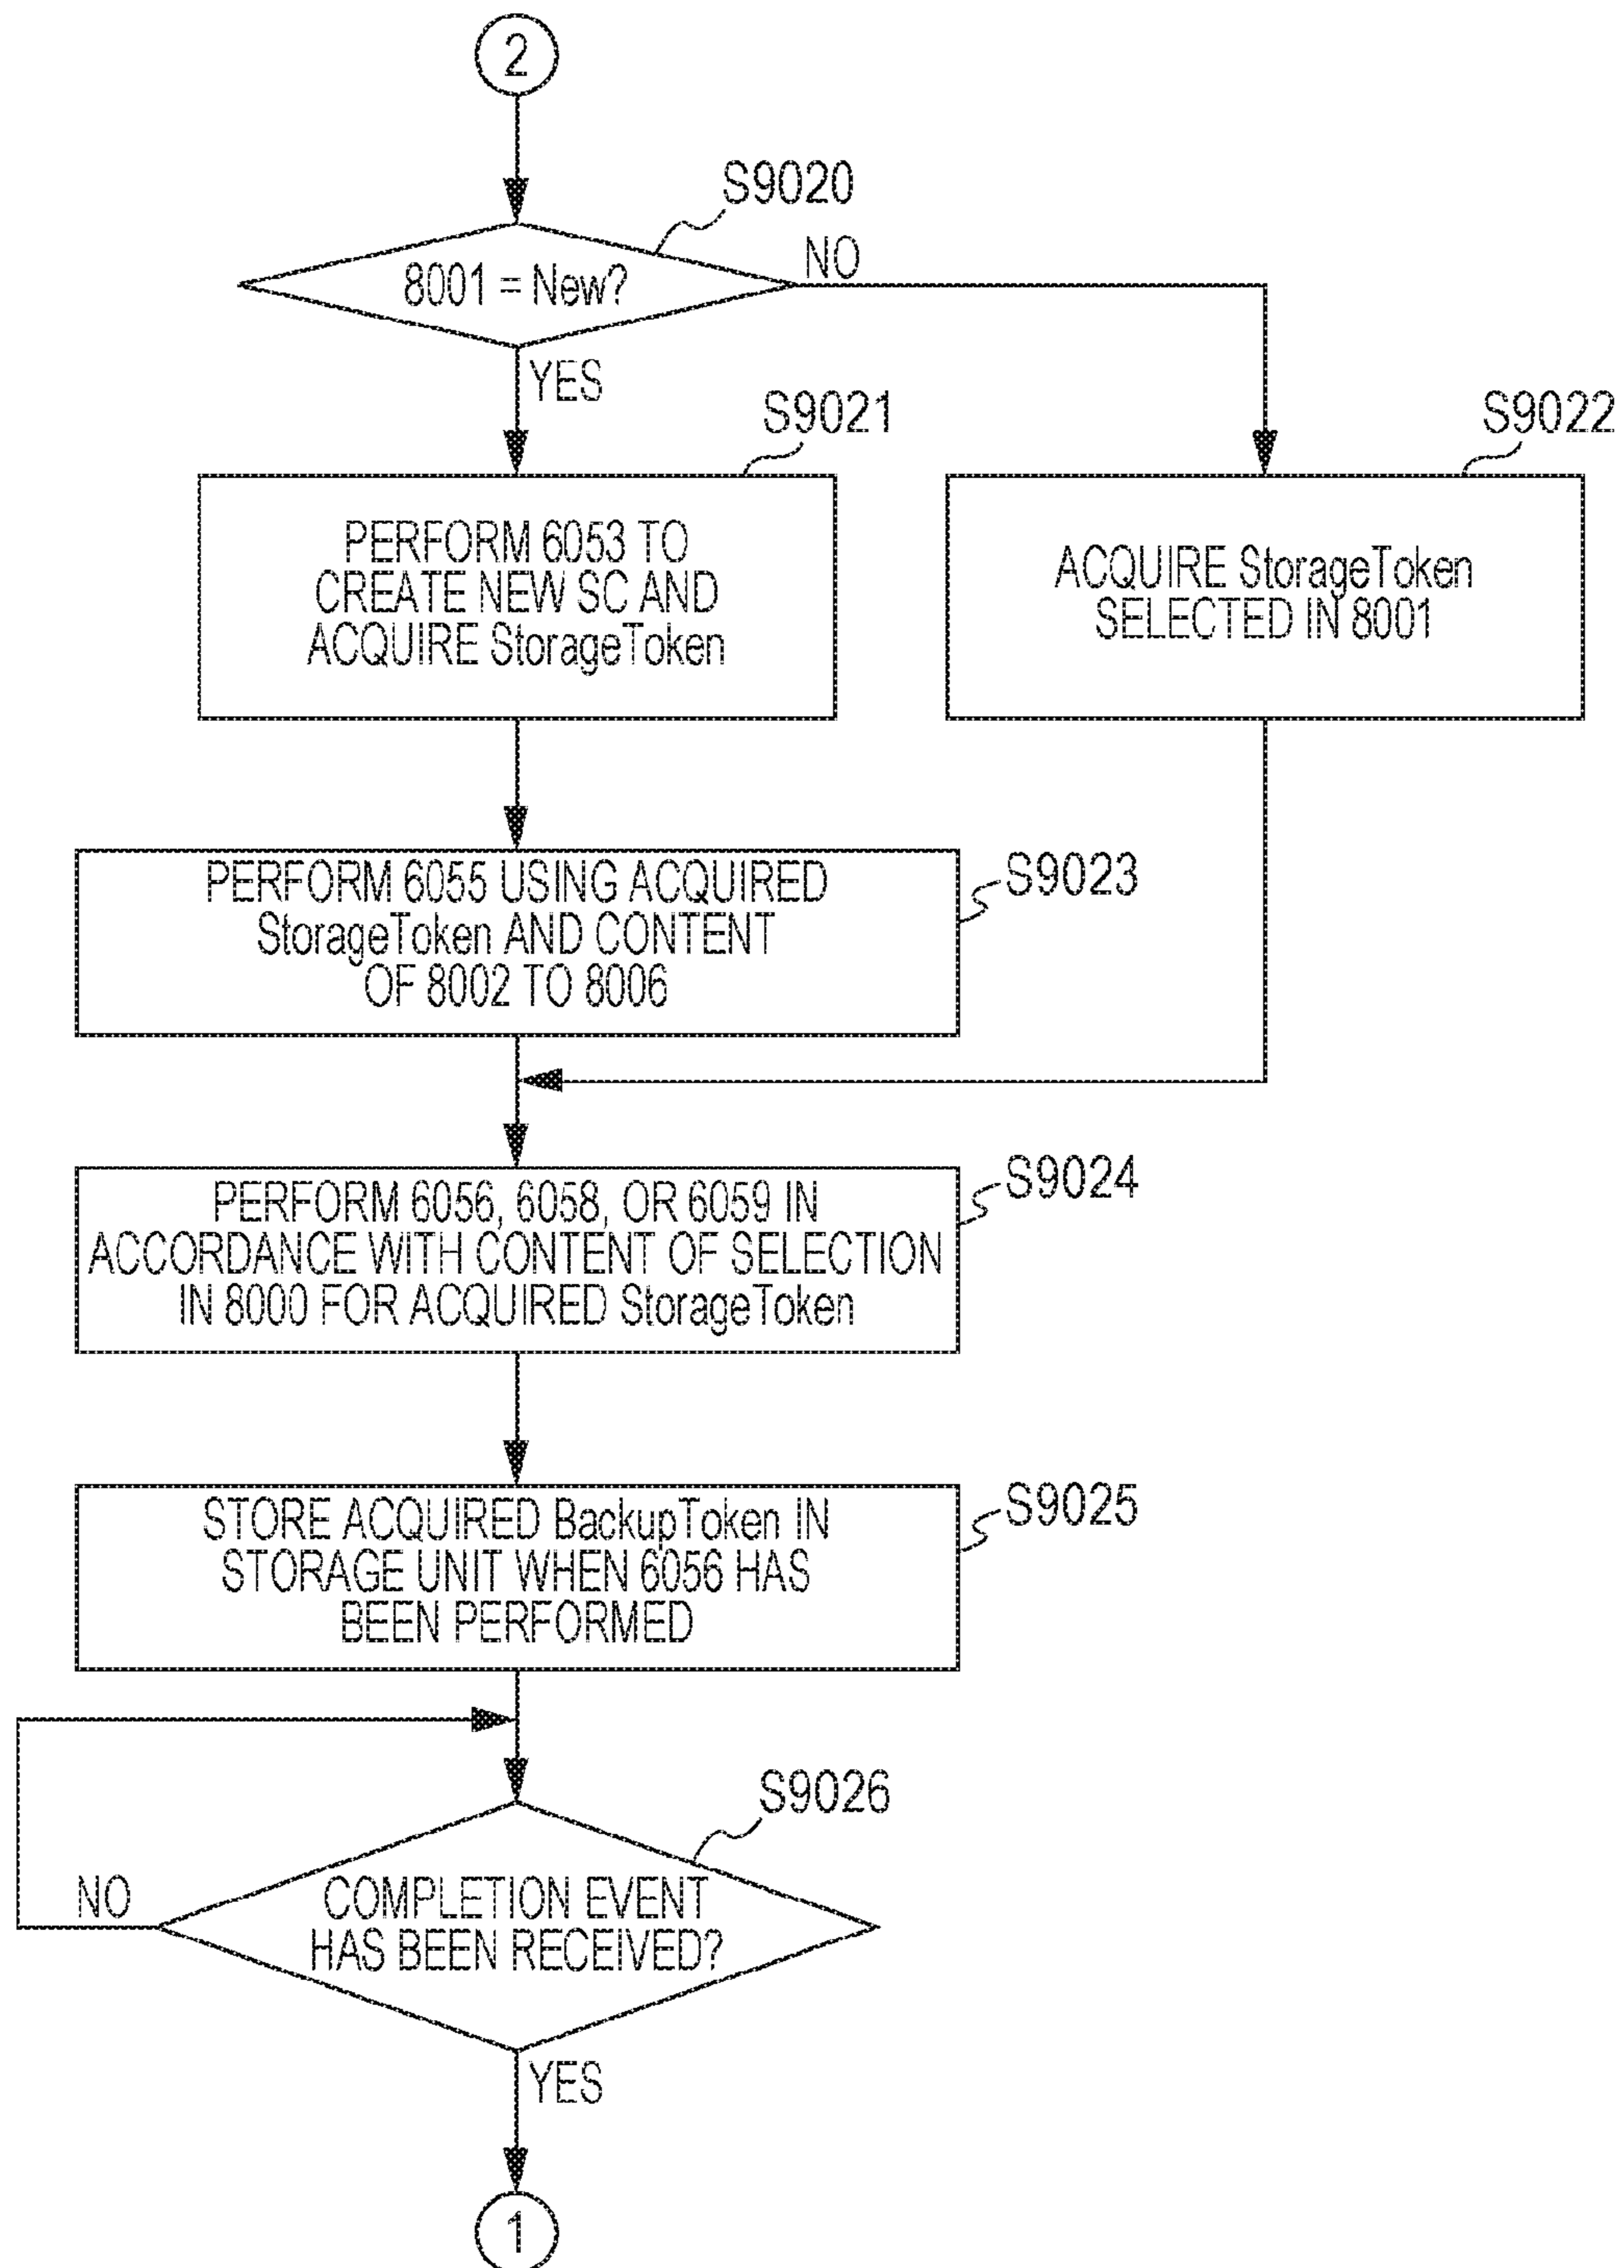 2
S9020
8001 = New?
NO
YES
S9021
S9022
PERFORM 6053 TO
CREATE NEW SC AND
ACQUIRE StorageToken
ACQUIRE StorageToken
SELECTED IN 8001
PERFORM 6055 USING ACQUIRED
StorageToken AND CONTENT
OF 8002 TO 8006
S9023
PERFORM 6056, 6058, OR 6059 IN
ACCORDANCE WITH CONTENT OF SELECTION
IN 8000 FOR ACQUIRED StorageToken
S9024
STORE ACQUIRED BackupToken IN
STORAGE UNIT WHEN 6056 HAS
BEEN PERFORMED
S9025
S9026
NO
COMPLETION EVENT
HAS BEEN RECEIVED?
YES
1